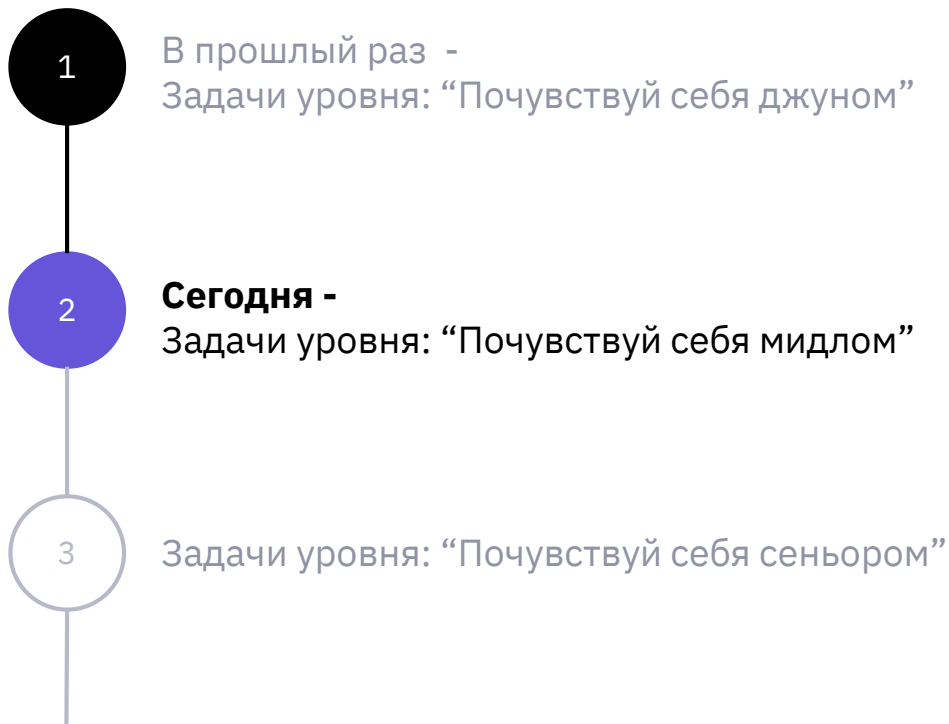 1
В прошлый раз -
Задачи уровня: “Почувствуй себя джуном”
2
Сегодня -
Задачи уровня: “Почувствуй себя мидлом”
3
Задачи уровня: “Почувствуй себя сеньором”